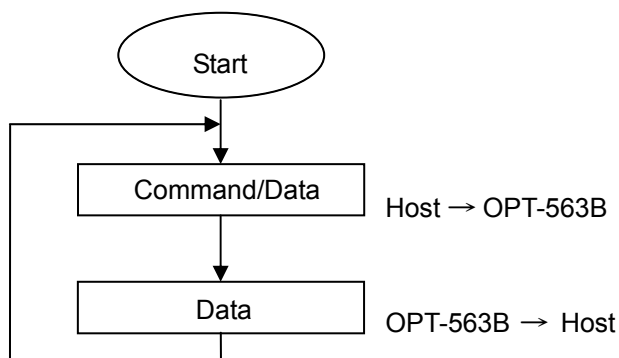 Start
Command/Data
Host → OPT-563B
Data
OPT-563B → Host